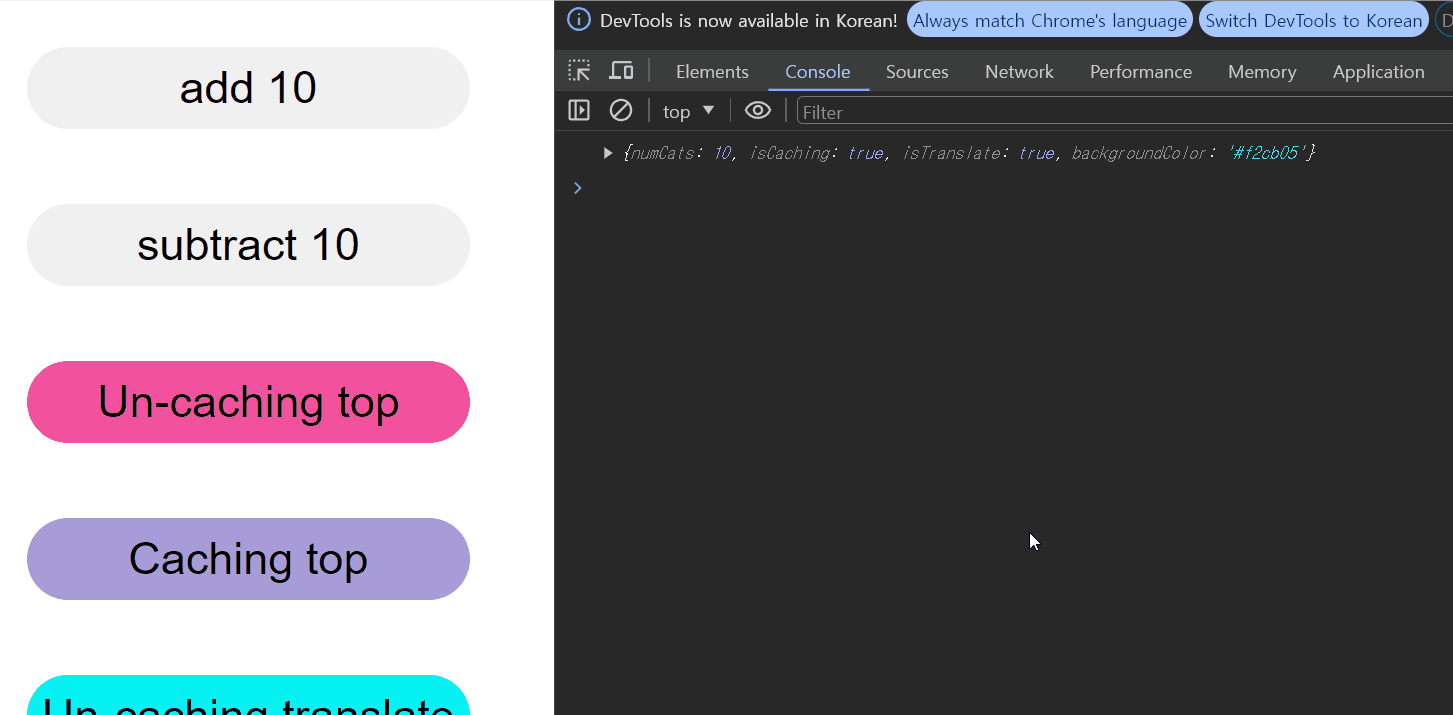 add 10
subtract 10
Un-caching top
Caching top
Un-caching translate
DevTools is now available in Korean! Always match Chrome's language Switch DevTools to Korean D
Elements Console Sources Network Performance Memory Application
top Filter
{numCats: 10, isCaching: true, isTranslate: true, backgroundColor: '#f2cb05'}